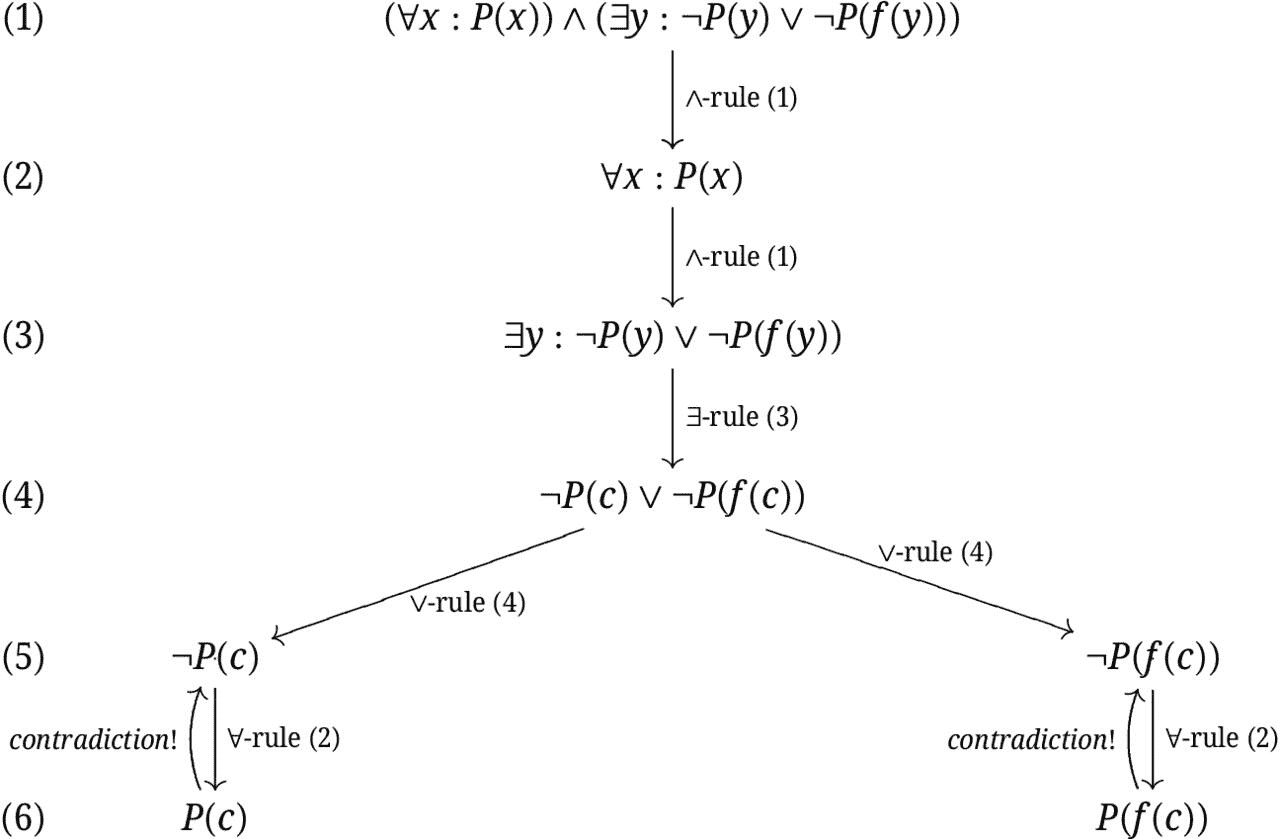 (1) (∀x : P(x)) ∧ (∃y : ¬P(y) ∨ ¬P(f(y)))
∧-rule (1)
(2) ∀x : P(x)
∧-rule (1)
(3) ∃y : ¬P(y) ∨ ¬P(f(y))
∃-rule (3)
(4) ¬P(c) ∨ ¬P(f(c))
∨-rule (4)
∨-rule (4)
(5) ¬P(c) ¬P(f(c))
contradiction! ∀-rule (2) contradiction! ∀-rule (2)
(6) P(c) P(f(c))